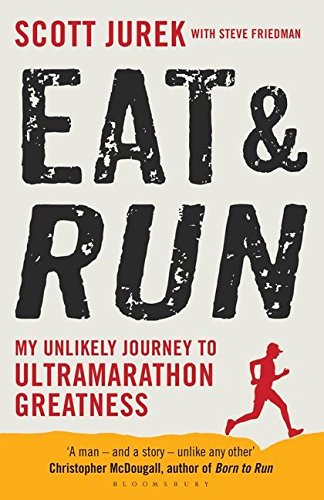 SCOTT JUREK WITH STEVE FRIEDMAN
EAT &
RUN
MY UNLIKELY JOURNEY TO
ULTRAMARATHON
GREATNESS
‘A man – and a story – unlike any other’
Christopher McDougall, author of Born to Run
BLOOMSBURY